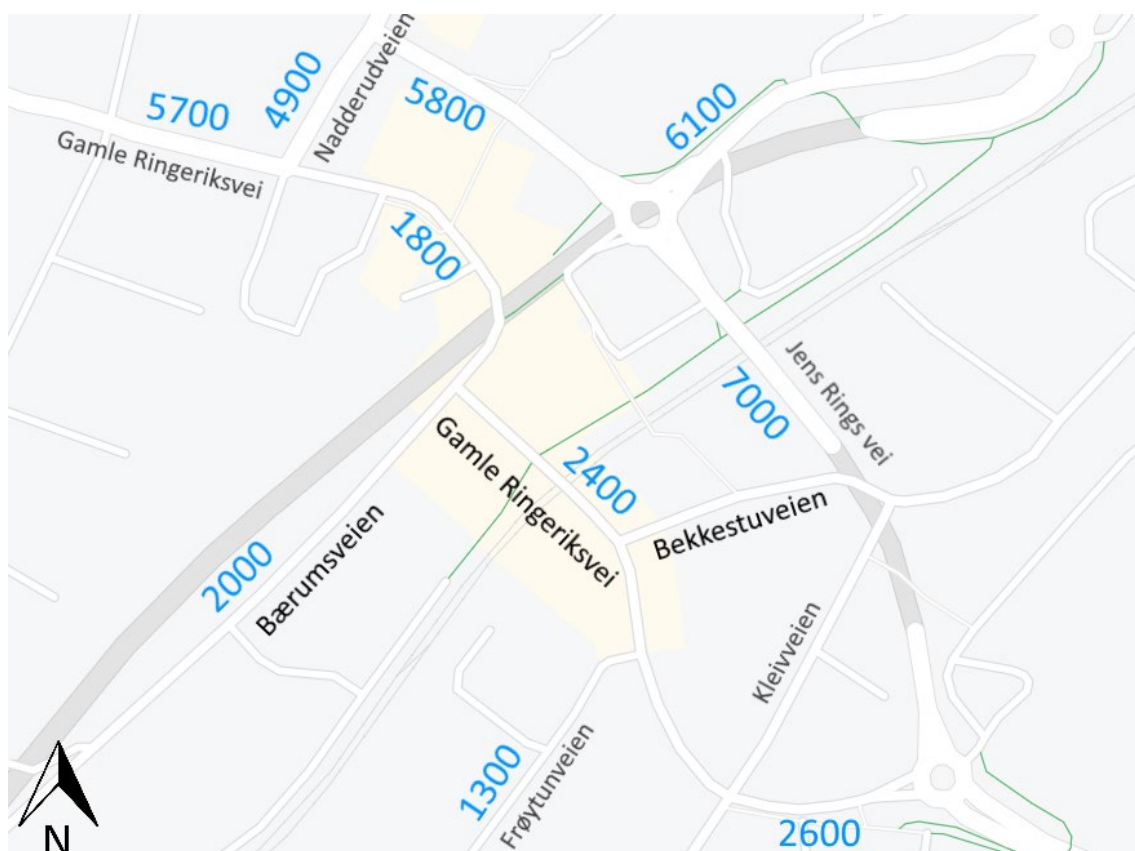 5700
4900
Nadderudveien
5800
6100
Gamle Ringeriksvei
1800
Jens Rings vei
7000
Gamle Ringeriksvei
2400
Bekkestuveien
2000
Bærumsveien
Kleivveien
1300
Frøytunveien
2600
N